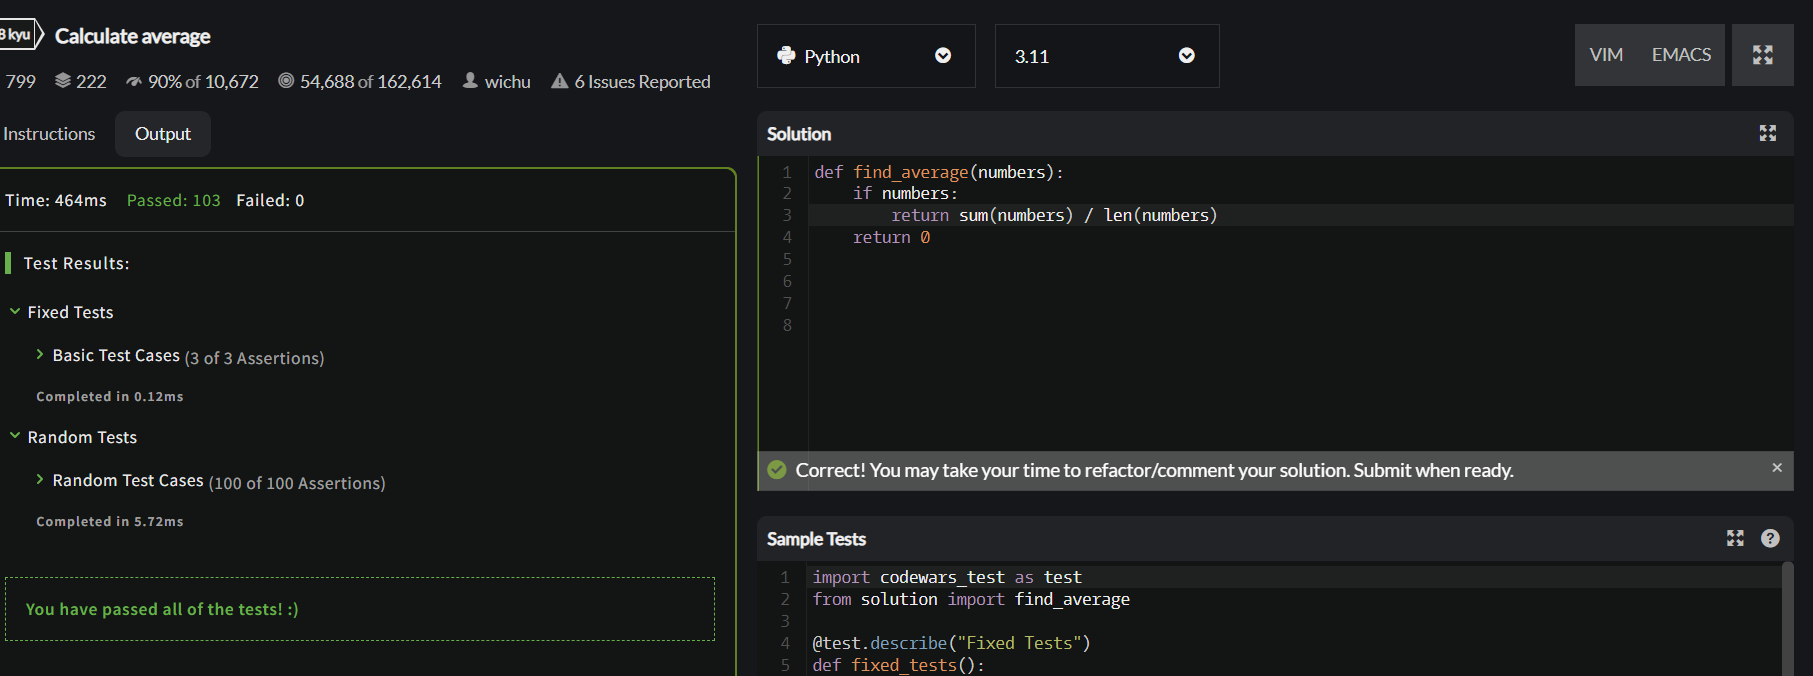 8 kyu Calculate average
799 222 90% of 10,672 54,688 of 162,614 wichu 6 Issues Reported
Instructions Output
Time: 464ms Passed: 103 Failed: 0
Test Results:
Fixed Tests
Basic Test Cases (3 of 3 Assertions)
Completed in 0.12ms
Random Tests
Random Test Cases (100 of 100 Assertions)
Completed in 5.72ms
You have passed all of the tests! :)
Python 3.11 VIM EMACS
Solution
1 def find_average(numbers):
2     if numbers:
3         return sum(numbers) / len(numbers)
4     return 0
5
6
7
8
Correct! You may take your time to refactor/comment your solution. Submit when ready. ×
Sample Tests ?
1 import codewars_test as test
2 from solution import find_average
3
4 @test.describe("Fixed Tests")
5 def fixed_tests():